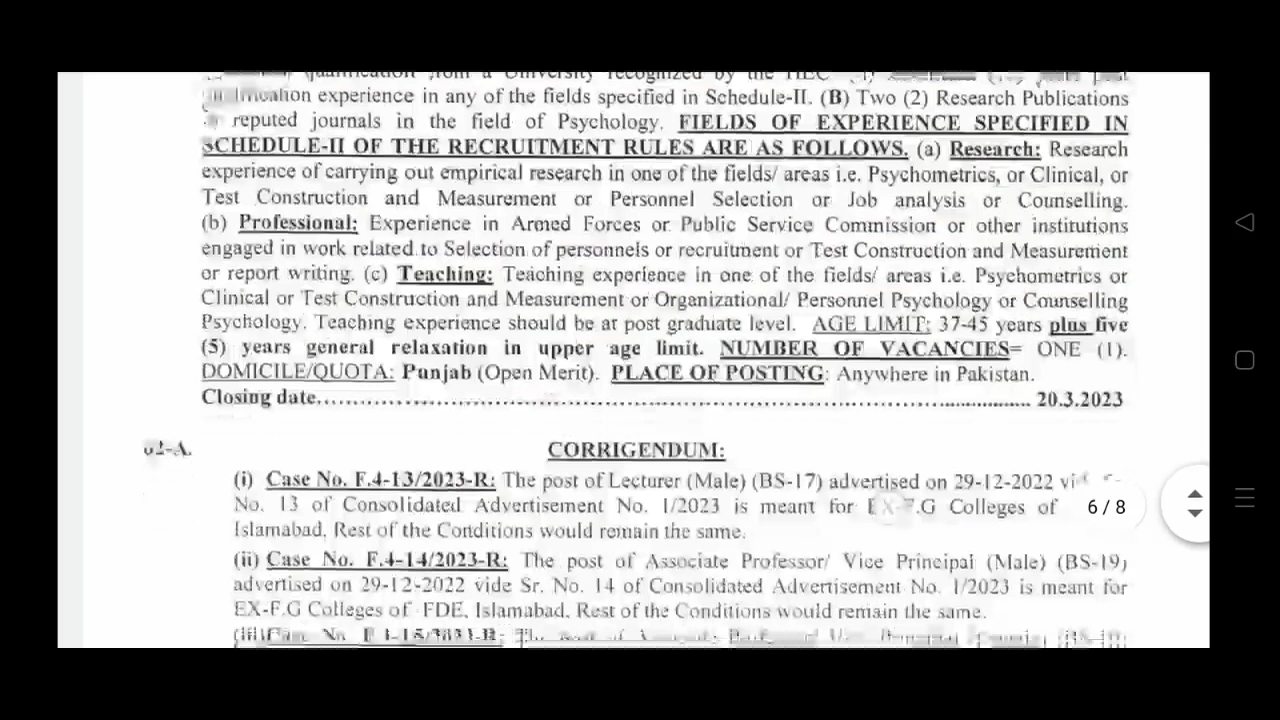 qualification from a University recognized by the HEC
experience in any of the fields specified in Schedule-II. (B) Two (2) Research Publications
reputed journals in the field of Psychology. FIELDS OF EXPERIENCE SPECIFIED IN
SCHEDULE-II OF THE RECRUITMENT RULES ARE AS FOLLOWS. (a) Research: Research
experience of carrying out empirical research in one of the fields/ areas i.e. Psychometrics, or Clinical, or
Test Construction and Measurement or Personnel Selection or Job analysis or Counselling.
(b) Professional: Experience in Armed Forces or Public Service Commission or other institutions
engaged in work related to Selection of personnels or recruitment or Test Construction and Measurement
or report writing. (c) Teaching: Teaching experience in one of the fields/ areas i.e. Psychometrics or
Clinical or Test Construction and Measurement or Organizational/ Personnel Psychology or Counselling
Psychology. Teaching experience should be at post graduate level. AGE LIMIT: 37-45 years plus five
(5) years general relaxation in upper age limit. NUMBER OF VACANCIES= ONE (1).
DOMICILE/QUOTA: Punjab (Open Merit). PLACE OF POSTING: Anywhere in Pakistan.
Closing date.......................................................................................... 20.3.2023
62-A. CORRIGENDUM:
(i) Case No. F.4-13/2023-R: The post of Lecturer (Male) (BS-17) advertised on 29-12-2022
No. 13 of Consolidated Advertisement No. 1/2023 is meant for EX-F.G Colleges of
6 / 8
Islamabad, Rest of the Conditions would remain the same.
(ii) Case No. F.4-14/2023-R: The post of Associate Professor/ Vice Principal (Male) (BS-19)
advertised on 29-12-2022 vide Sr. No. 14 of Consolidated Advertisement No. 1/2023 is meant for
EX-F.G Colleges of FDE, Islamabad, Rest of the Conditions would remain the same.